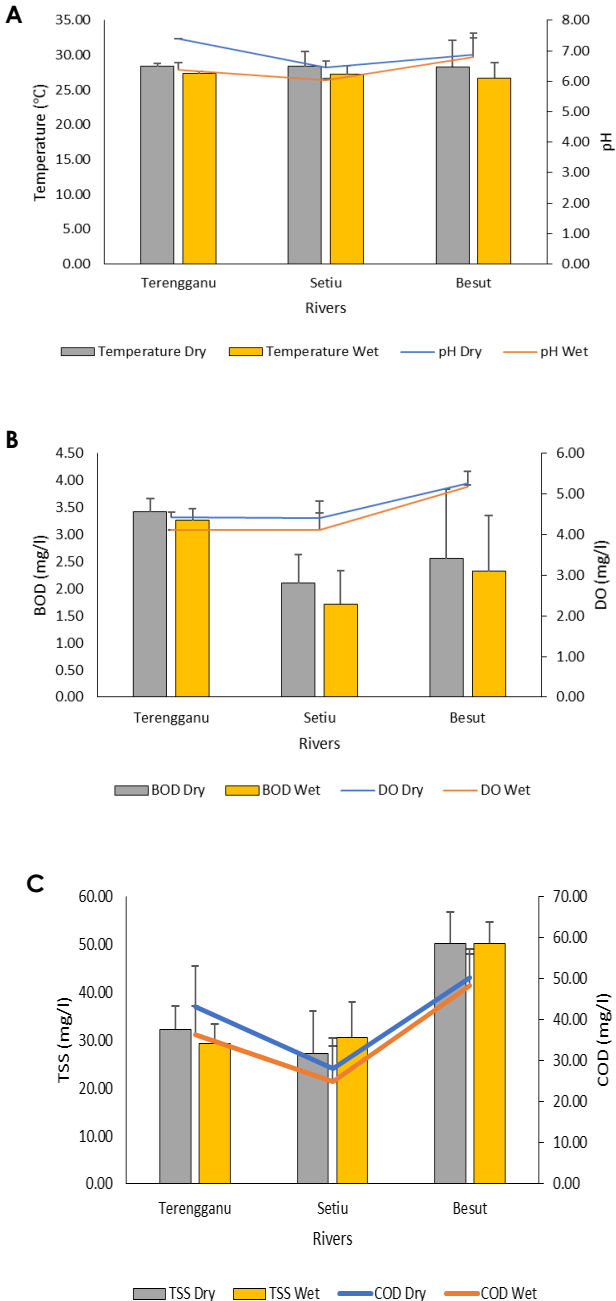 A
35.00 8.00
30.00 7.00
25.00 6.00
20.00 5.00
15.00 4.00
10.00 3.00
5.00 2.00
0.00 1.00
0.00
Temperature (°C)
pH
Terengganu Setiu Besut
Rivers
Temperature Dry Temperature Wet pH Dry pH Wet
B
4.50 6.00
4.00 5.00
3.50 4.00
3.00 3.00
2.50 2.00
2.00 1.00
1.50 0.00
1.00
0.50
0.00
BOD (mg/l)
DO (mg/l)
Terengganu Setiu Besut
Rivers
BOD Dry BOD Wet DO Dry DO Wet
C
60.00 70.00
50.00 60.00
40.00 50.00
30.00 40.00
20.00 30.00
10.00 20.00
0.00 10.00
0.00
TSS (mg/l)
COD (mg/l)
Terengganu Setiu Besut
Rivers
TSS Dry TSS Wet COD Dry COD Wet